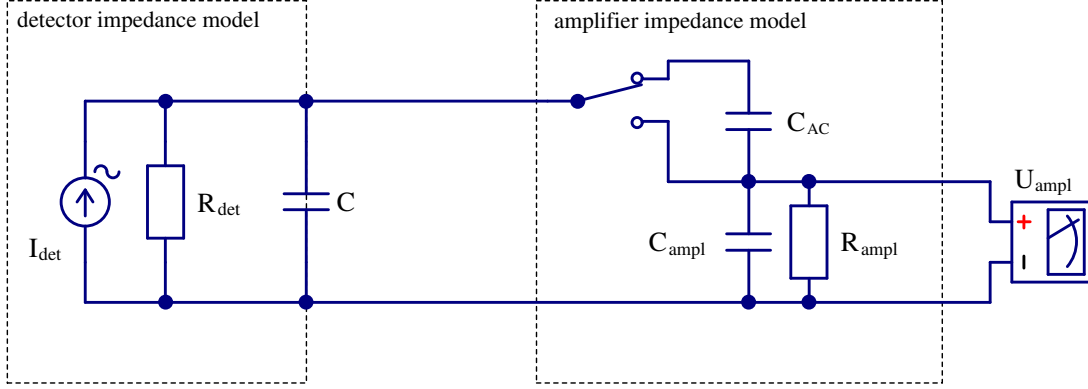 detector impedance model
amplifier impedance model
C_AC
U_ampl
+
R_det
C
C_ampl
R_ampl
I_det
-